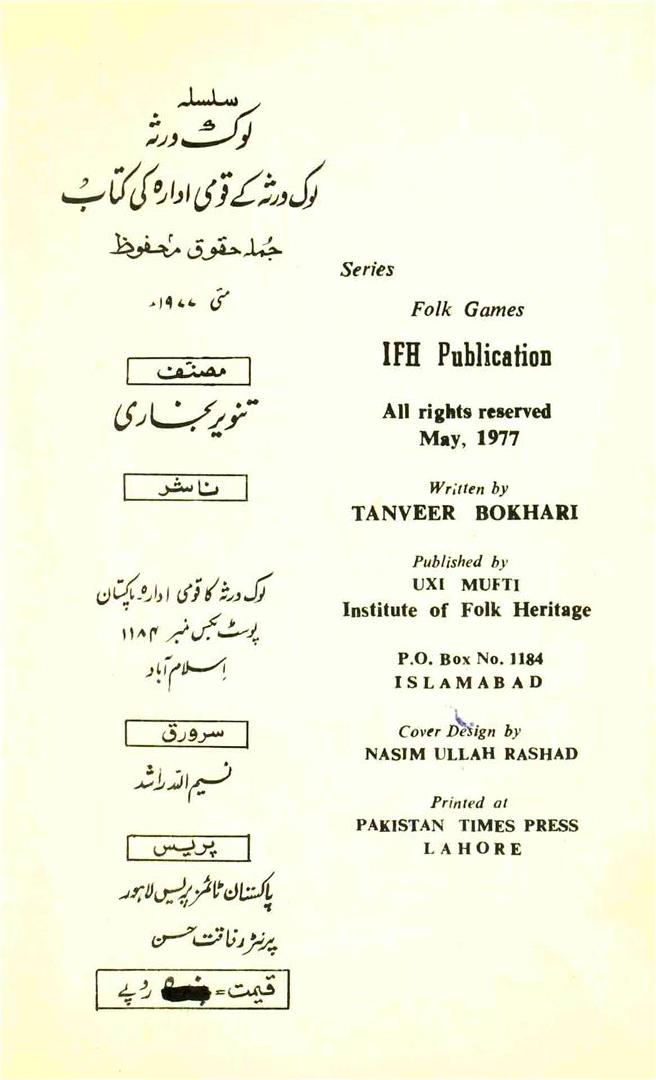 سلسلہ
لوک ورثہ
لوک ورثہ کے قومی ادارہ کی کتاب
جُملہ حقوق محفوظ
مئی ۱۹۷۷ء
مصنّف
تنویر بخاری
ناشر
لوک ورثہ کا قومی ادارہ پاکستان
پوسٹ بکس نمبر ۱۱۸۴
اِسلام آباد
سرورق
نسیم اللہ راشد
پریس
پاکستان ٹائمز پریس لاہور
پرنٹر رفاقت حسن
قیمت = روپے
Series
Folk Games
IFH Publication
All rights reserved
May, 1977
Written by
TANVEER BOKHARI
Published by
UXI MUFTI
Institute of Folk Heritage
P.O. Box No. 1184
ISLAMABAD
Cover Design by
NASIM ULLAH RASHAD
Printed at
PAKISTAN TIMES PRESS
LAHORE